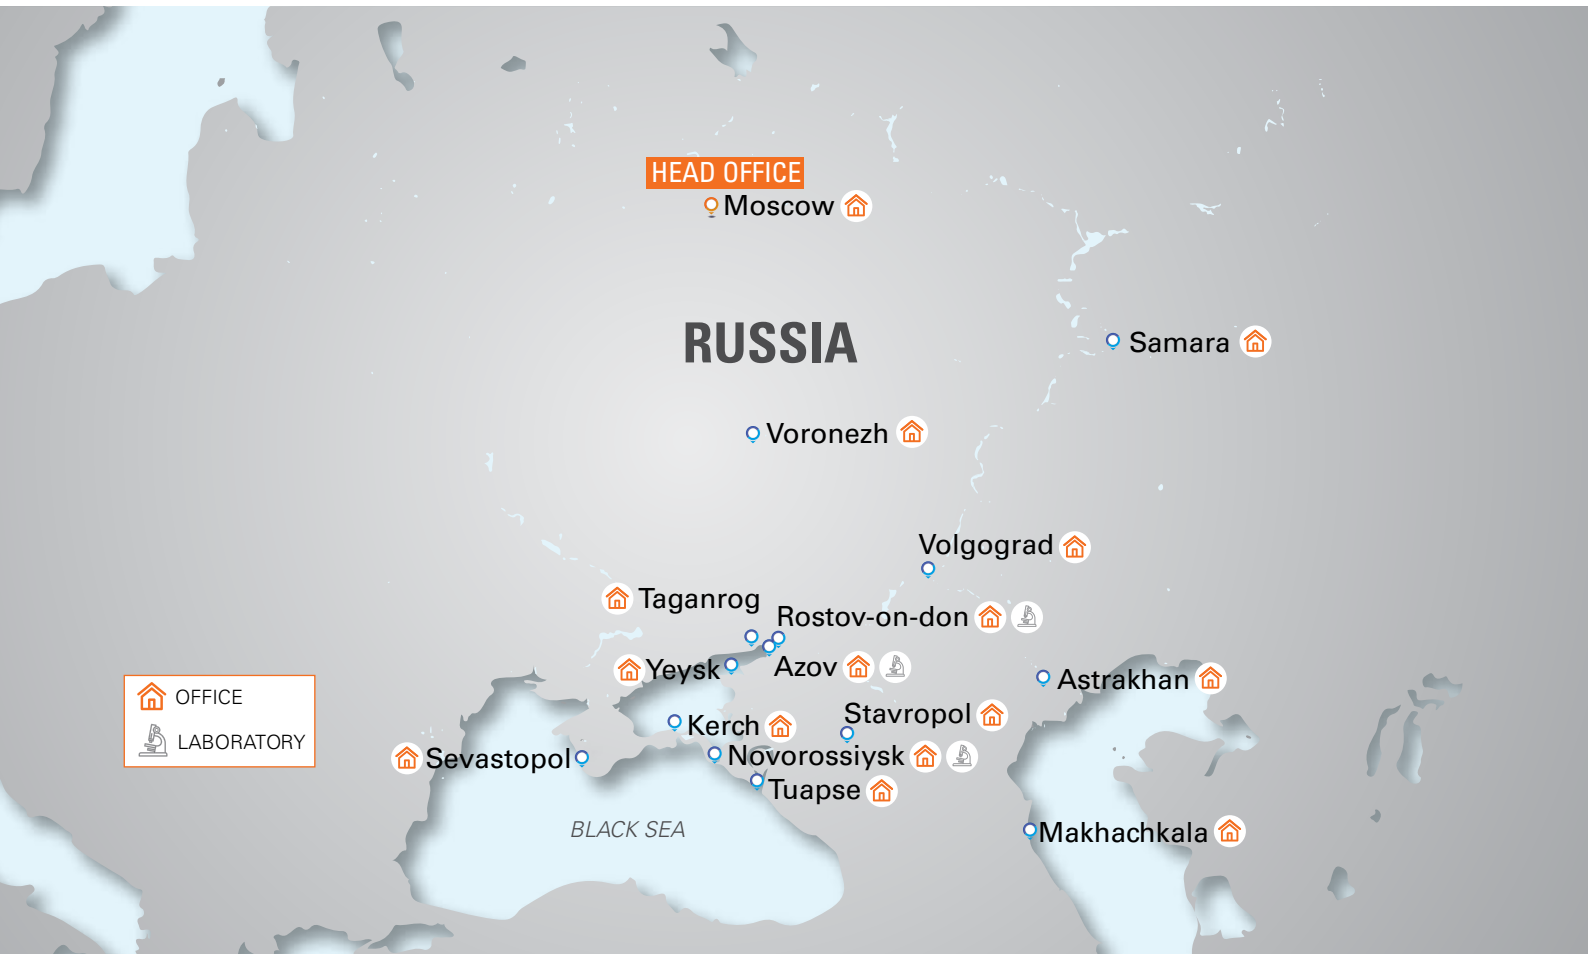 HEAD OFFICE
Moscow
RUSSIA
Samara
Voronezh
Volgograd
Taganrog
Rostov-on-don
Yeysk
Azov
Astrakhan
OFFICE
LABORATORY
Kerch
Stavropol
Sevastopol
Novorossiysk
Tuapse
BLACK SEA
Makhachkala